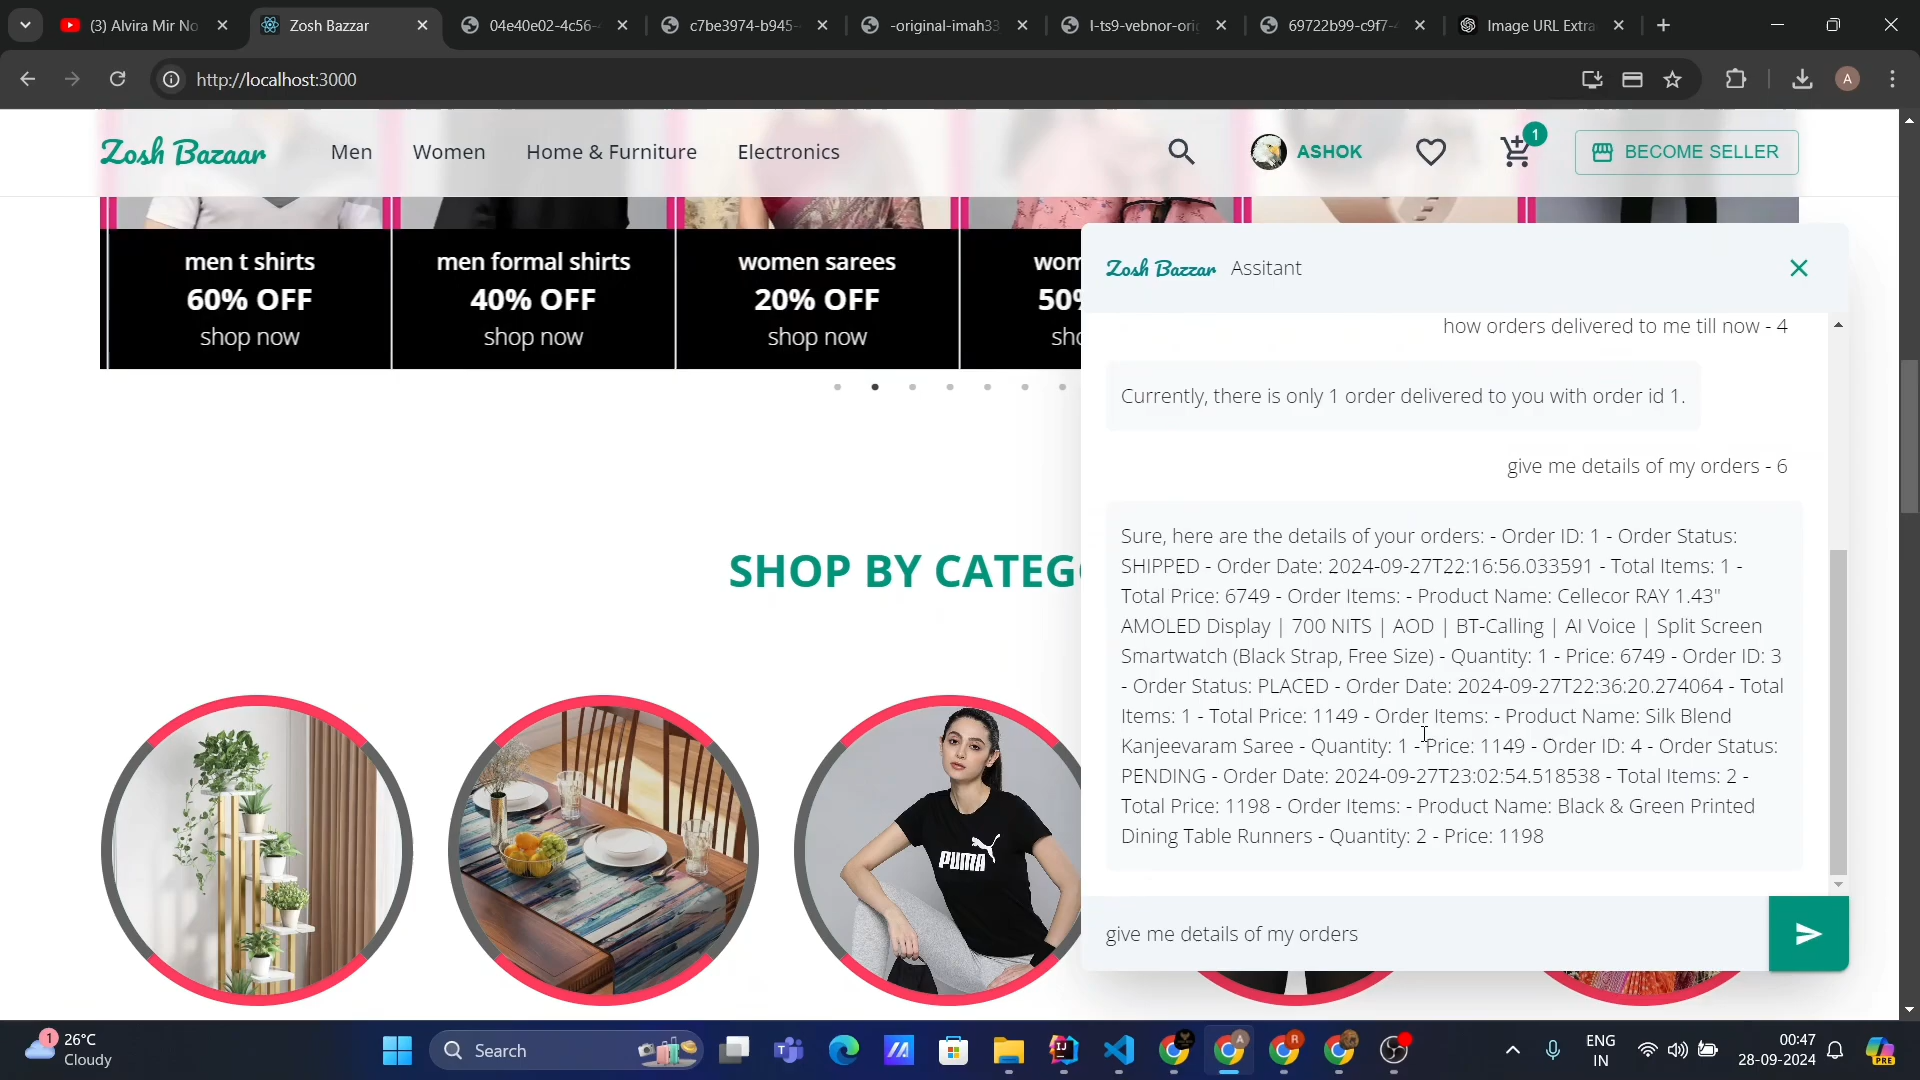 (3) Alvira Mir No
Zosh Bazzar
04e40e02-4c56-
c7be3974-b945-
-original-imah33
l-ts9-vebnor-ori
69722b99-c9f7-
Image URL Extra
http://localhost:3000
A
Zosh Bazaar
Men
Women
Home & Furniture
Electronics
ASHOK
1
BECOME SELLER
men t shirts
60% OFF
shop now
men formal shirts
40% OFF
shop now
women sarees
20% OFF
shop now
wom
50%
sho
SHOP BY CATEG
PUMA
Zosh Bazzar Assitant
how orders delivered to me till now - 4
Currently, there is only 1 order delivered to you with order id 1.
give me details of my orders - 6
Sure, here are the details of your orders: - Order ID: 1 - Order Status:
SHIPPED - Order Date: 2024-09-27T22:16:56.033591 - Total Items: 1 -
Total Price: 6749 - Order Items: - Product Name: Cellecor RAY 1.43"
AMOLED Display | 700 NITS | AOD | BT-Calling | AI Voice | Split Screen
Smartwatch (Black Strap, Free Size) - Quantity: 1 - Price: 6749 - Order ID: 3
- Order Status: PLACED - Order Date: 2024-09-27T22:36:20.274064 - Total
Items: 1 - Total Price: 1149 - Order Items: - Product Name: Silk Blend
Kanjeevaram Saree - Quantity: 1 - Price: 1149 - Order ID: 4 - Order Status:
PENDING - Order Date: 2024-09-27T23:02:54.518538 - Total Items: 2 -
Total Price: 1198 - Order Items: - Product Name: Black & Green Printed
Dining Table Runners - Quantity: 2 - Price: 1198
give me details of my orders
1
26°C
Cloudy
Search
ENG
IN
00:47
28-09-2024
PRE